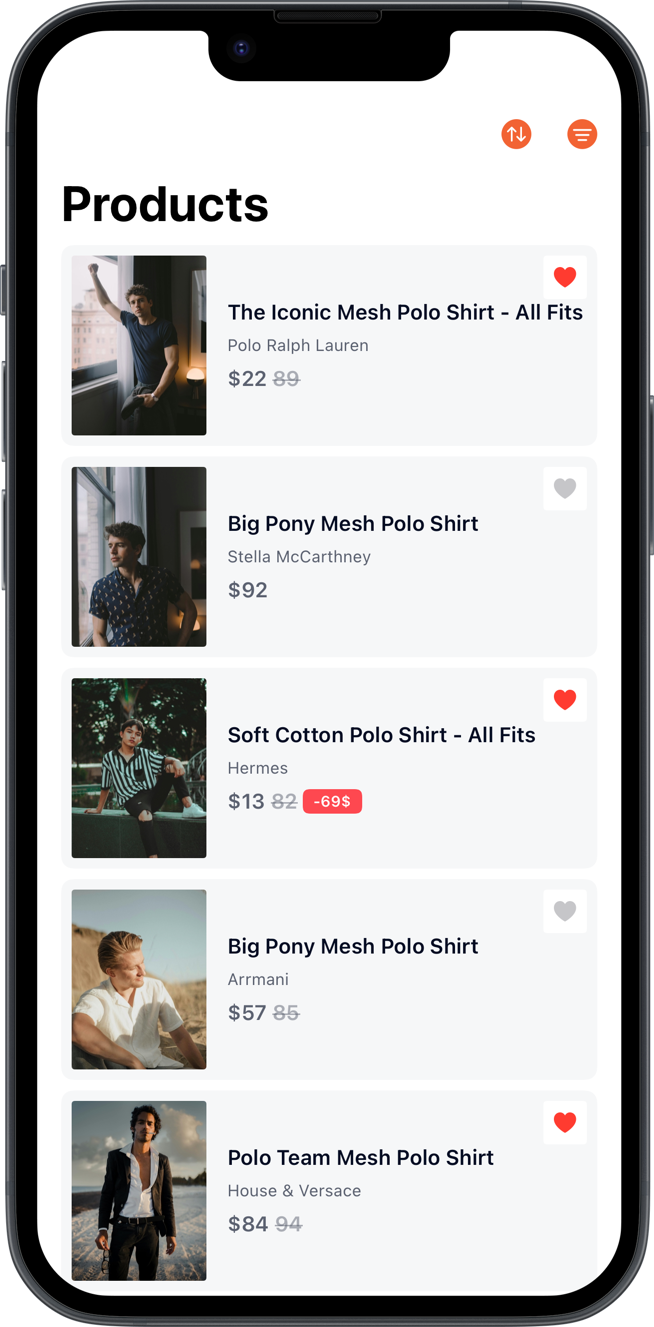 Products
The Iconic Mesh Polo Shirt - All Fits
Polo Ralph Lauren
$22 89
Big Pony Mesh Polo Shirt
Stella McCarthney
$92
Soft Cotton Polo Shirt - All Fits
Hermes
$13 82 -69$
Big Pony Mesh Polo Shirt
Arrmani
$57 85
Polo Team Mesh Polo Shirt
House & Versace
$84 94